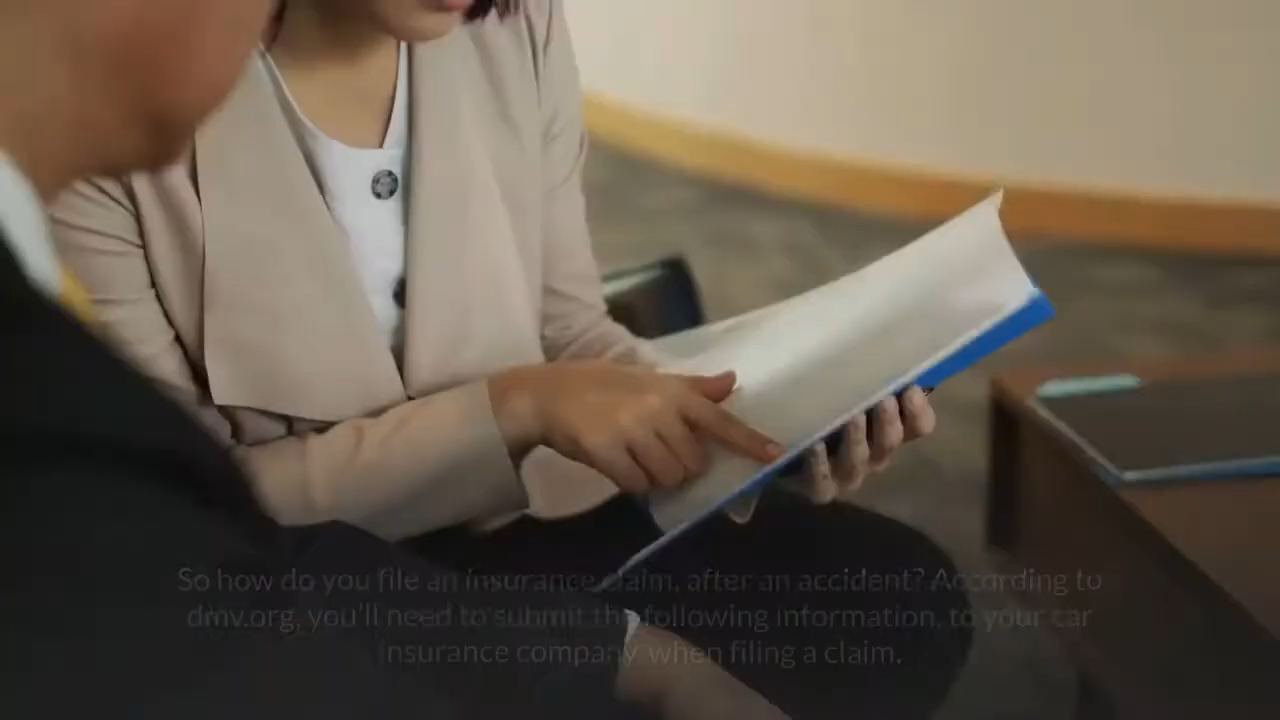 So how do you file an insurance claim, after an accident? According to
dmv.org, you'll need to submit the following information, to your car
insurance company when filing a claim.